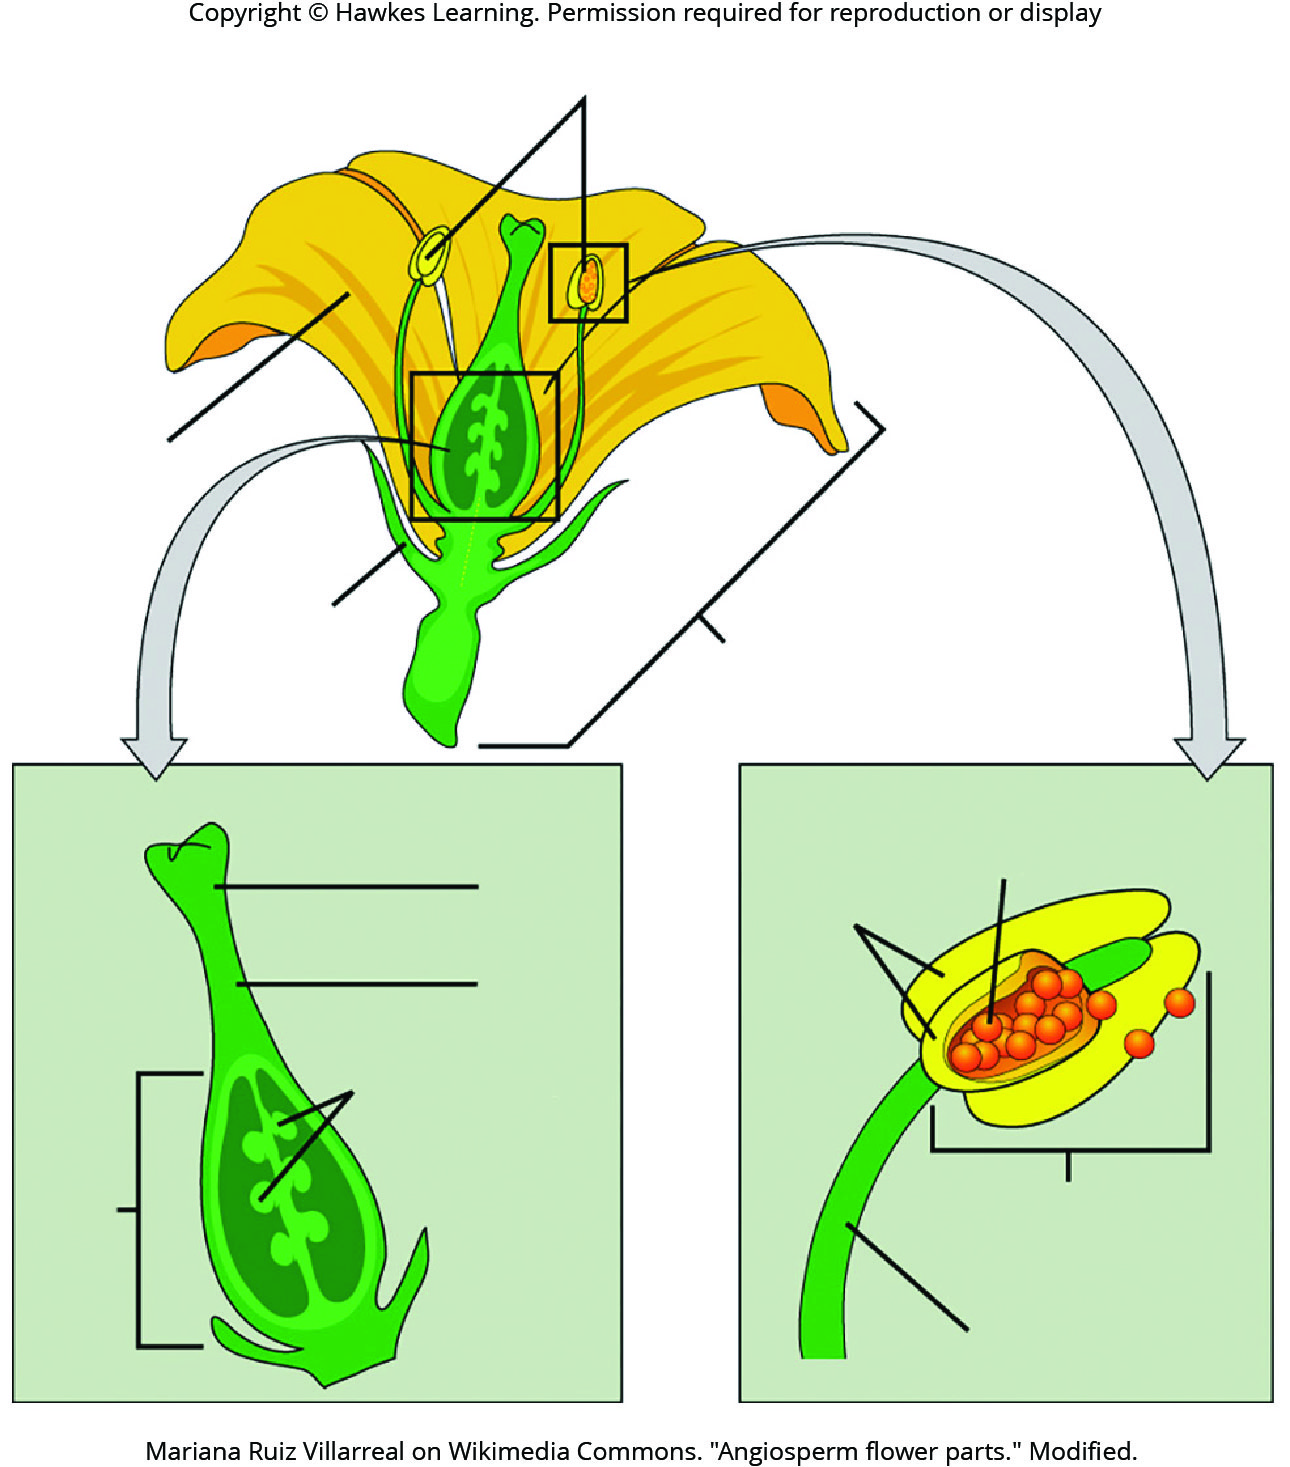 Copyright © Hawkes Learning. Permission required for reproduction or display
Mariana Ruiz Villarreal on Wikimedia Commons. "Angiosperm flower parts." Modified.